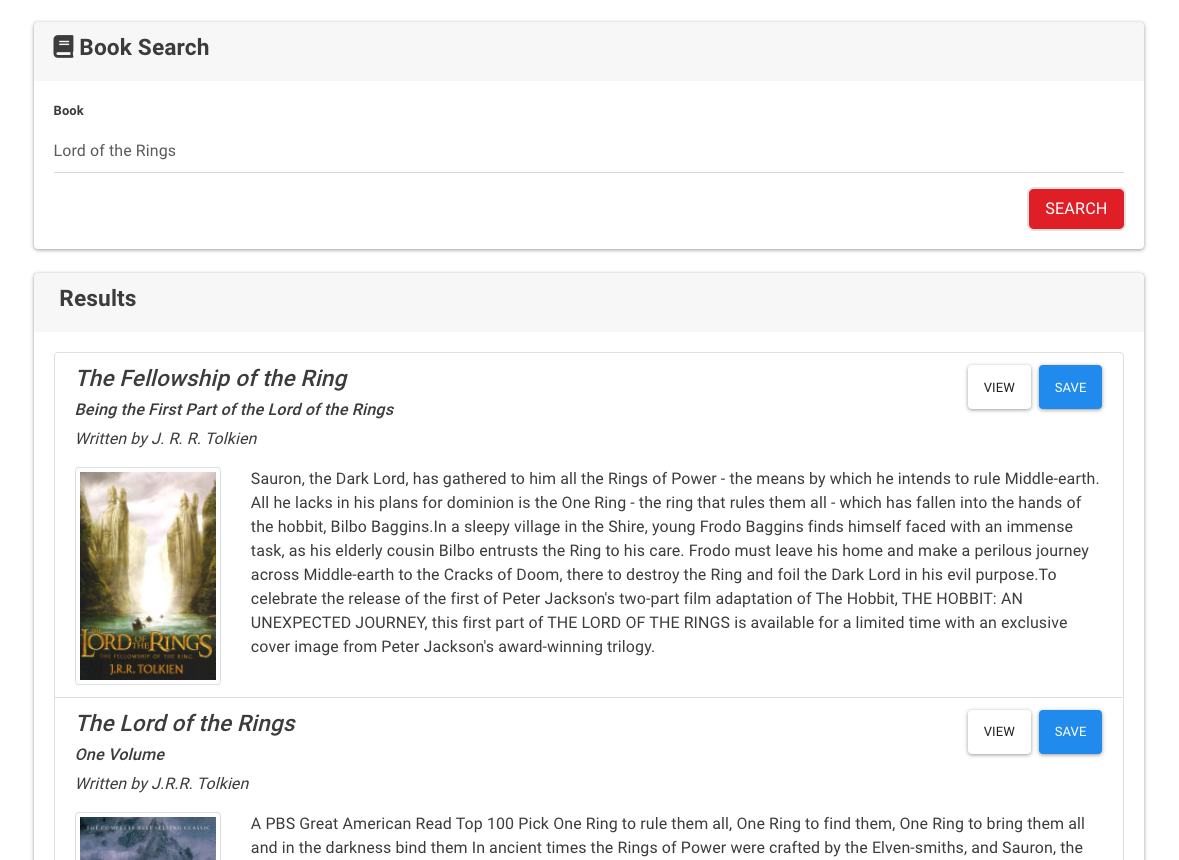 Book Search
Book
Lord of the Rings
SEARCH
Results
The Fellowship of the Ring
VIEW
SAVE
Being the First Part of the Lord of the Rings
Written by J. R. R. Tolkien
THE
LORD OF THE RINGS
THE FELLOWSHIP OF THE RING
J.R.R. TOLKIEN
Sauron, the Dark Lord, has gathered to him all the Rings of Power - the means by which he intends to rule Middle-earth.
All he lacks in his plans for dominion is the One Ring - the ring that rules them all - which has fallen into the hands of
the hobbit, Bilbo Baggins.In a sleepy village in the Shire, young Frodo Baggins finds himself faced with an immense
task, as his elderly cousin Bilbo entrusts the Ring to his care. Frodo must leave his home and make a perilous journey
across Middle-earth to the Cracks of Doom, there to destroy the Ring and foil the Dark Lord in his evil purpose.To
celebrate the release of the first of Peter Jackson's two-part film adaptation of The Hobbit, THE HOBBIT: AN
UNEXPECTED JOURNEY, this first part of THE LORD OF THE RINGS is available for a limited time with an exclusive
cover image from Peter Jackson's award-winning trilogy.
The Lord of the Rings
VIEW
SAVE
One Volume
Written by J.R.R. Tolkien
THE COMPLETE BEST SELLING CLASSIC
A PBS Great American Read Top 100 Pick One Ring to rule them all, One Ring to find them, One Ring to bring them all
and in the darkness bind them In ancient times the Rings of Power were crafted by the Elven-smiths, and Sauron, the